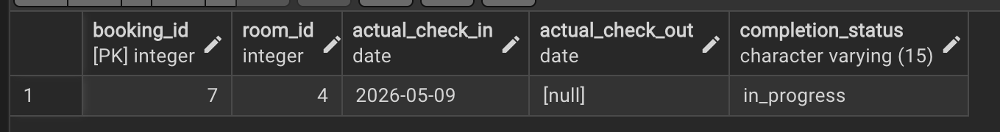 booking_id room_id actual_check_in actual_check_out completion_status
[PK] integer integer date date character varying (15)
1 7 4 2026-05-09 [null] in_progress